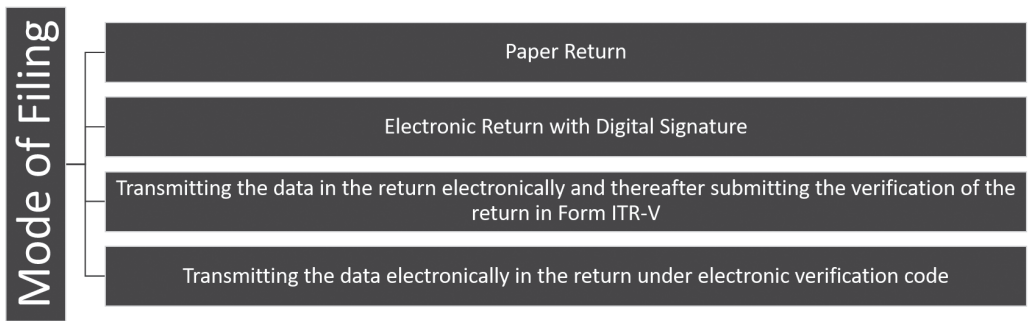 Mode of Filing
Paper Return
Electronic Return with Digital Signature
Transmitting the data in the return electronically and thereafter submitting the verification of the
return in Form ITR-V
Transmitting the data electronically in the return under electronic verification code